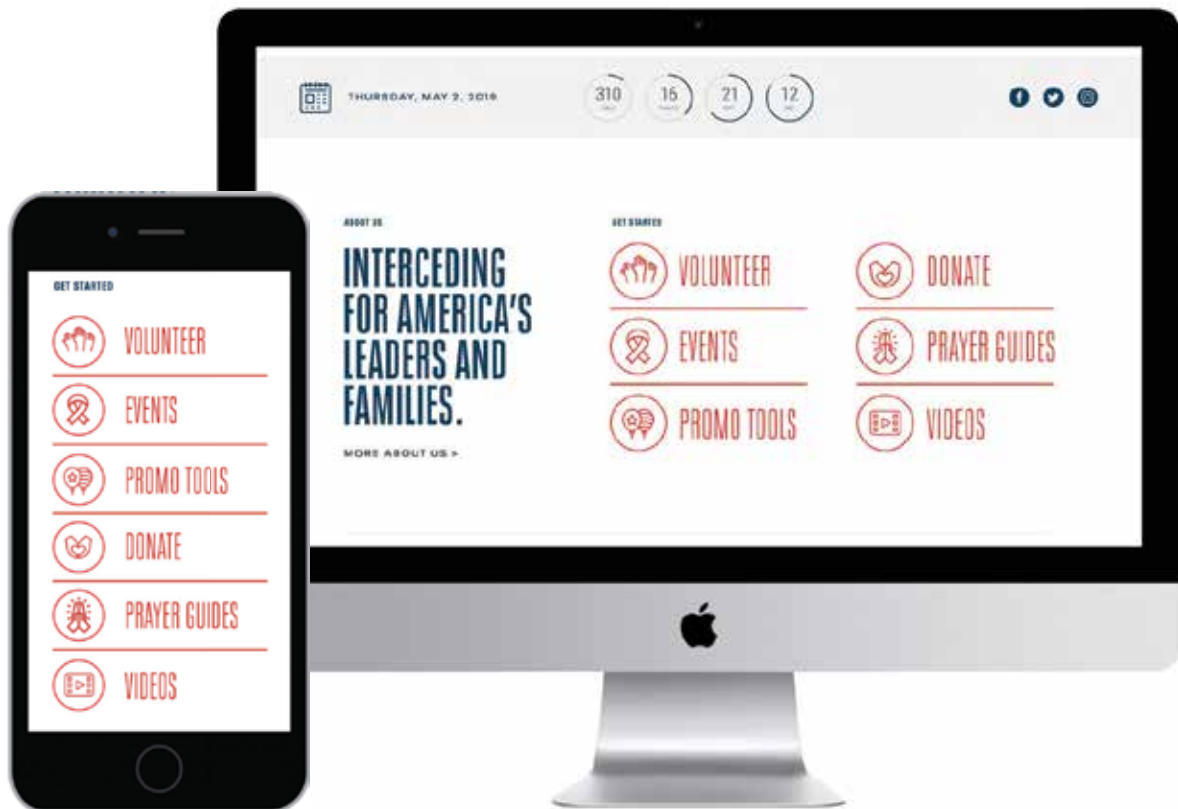 THURSDAY, MAY 2, 2019
310
16
21
12
ABOUT US
INTERCEDING
FOR AMERICA'S
LEADERS AND
FAMILIES.
MORE ABOUT US >
GET STARTED
VOLUNTEER
EVENTS
PROMO TOOLS
DONATE
PRAYER GUIDES
VIDEOS
GET STARTED
VOLUNTEER
EVENTS
PROMO TOOLS
DONATE
PRAYER GUIDES
VIDEOS